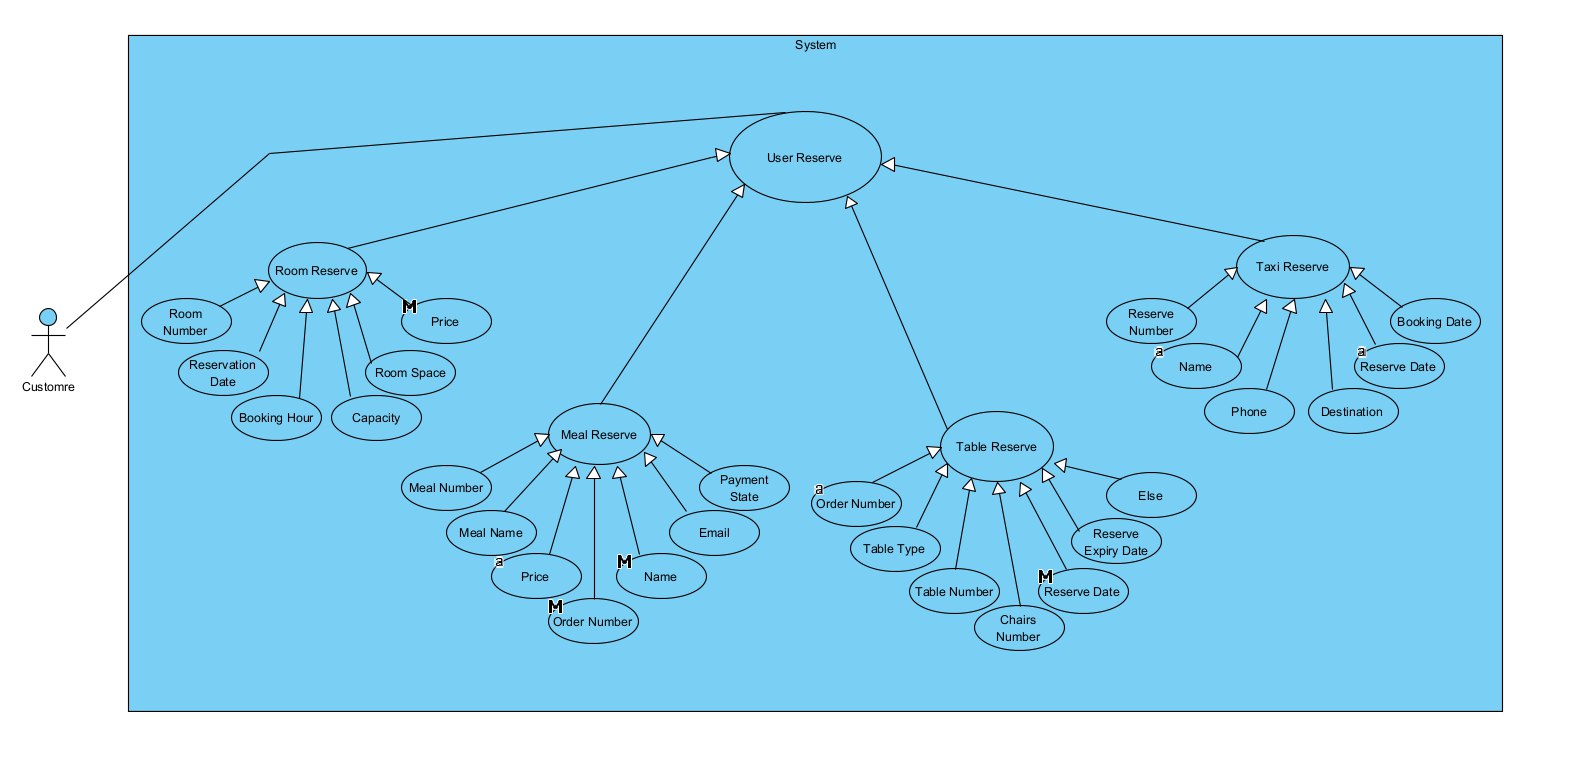 System
User Reserve
Customre
Room Reserve
Room
Number
Reservation
Date
Booking Hour
Capacity
Room Space
M
Price
Meal Reserve
Meal Number
Meal Name
a
Price
M
Order Number
M
Name
Email
Payment
State
Table Reserve
a
Order Number
Table Type
Table Number
Chairs
Number
M
Reserve Date
Reserve
Expiry Date
Else
Taxi Reserve
Reserve
Number
a
Name
Phone
Destination
a
Reserve Date
Booking Date